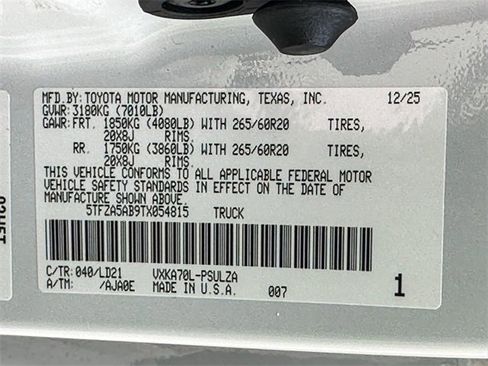 MFD.BY: TOYOTA MOTOR MANUFACTURING, TEXAS, INC. 12/25
GVWR: 3180KG (7010LB)
GAWR: FRT. 1850KG (4080LB) WITH 265/60R20 TIRES,
20X8J RIMS.
RR. 1750KG (3860LB) WITH 265/60R20 TIRES,
20X8J RIMS.
THIS VEHICLE CONFORMS TO ALL APPLICABLE FEDERAL MOTOR
VEHICLE SAFETY STANDARDS IN EFFECT ON THE DATE OF
MANUFACTURE SHOWN ABOVE.
5TFZA5AB9TX054815 TRUCK
C/TR: 040/LD21 VXKA70L-PSULZA
A/TM: /AJA0E MADE IN U.S.A. 007 1